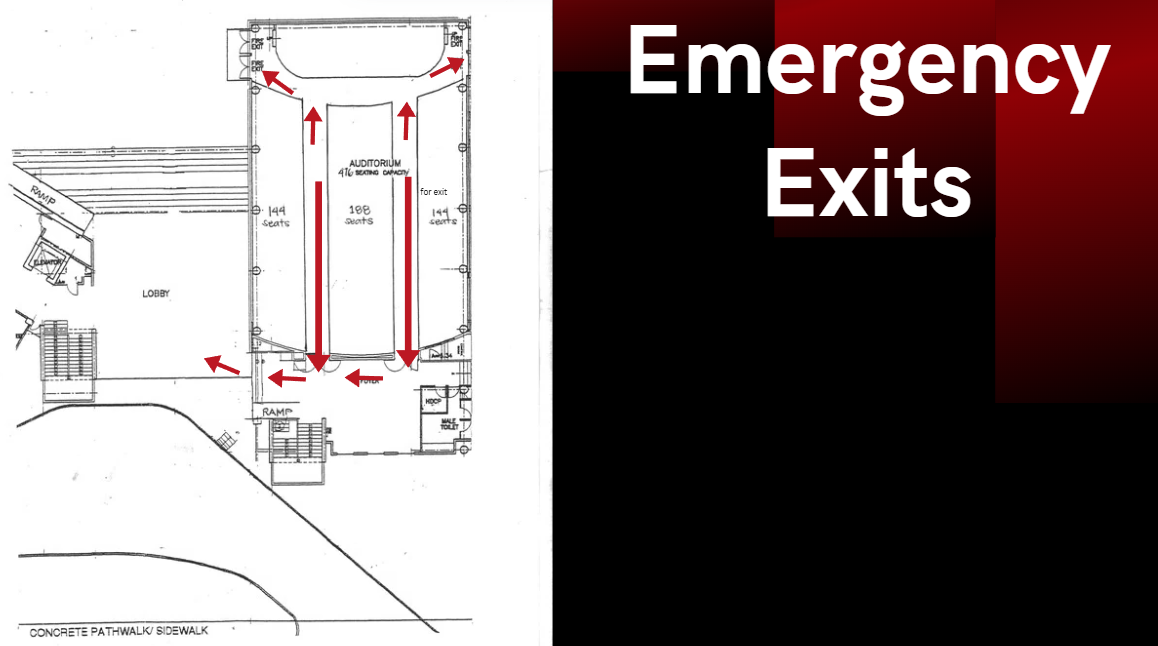 Emergency
Exits
FIRE
EXIT
FIRE
EXIT
FIRE
EXIT
AUDITORIUM
476 SEATING CAPACITY
for exit
144
seats
188
seats
144
seats
RAMP
ELEVATOR
LOBBY
FOYER
RAMP
HDCP
MALE
TOILET
CONCRETE PATHWALK/ SIDEWALK